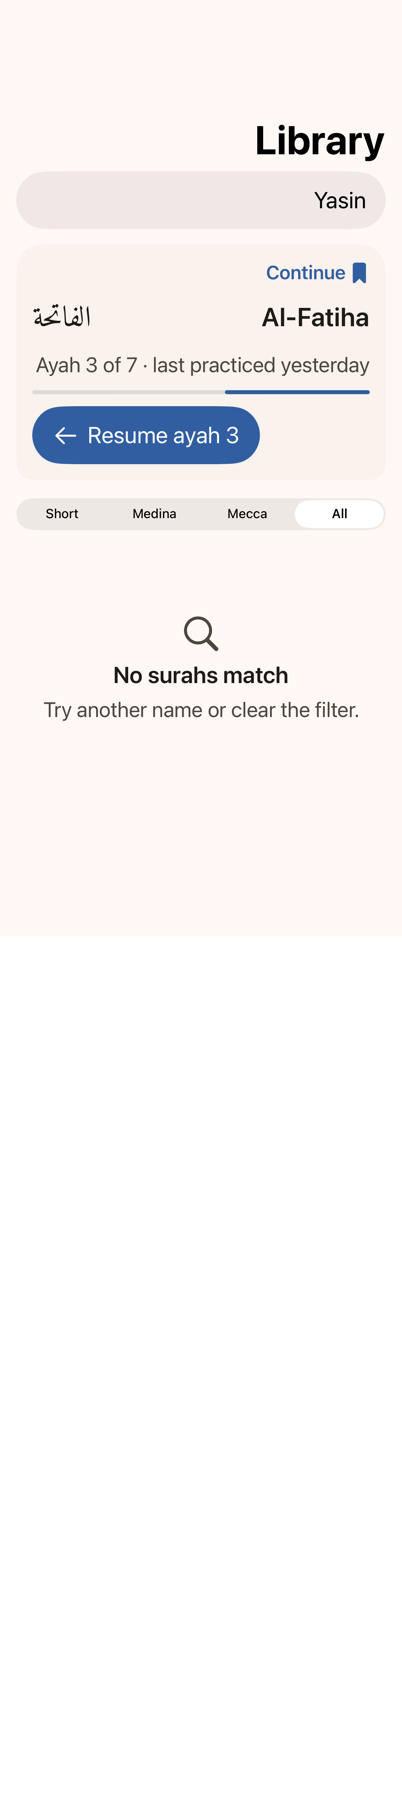 Library
Yasin
Continue
Al-Fatiha
الفاتحة
Ayah 3 of 7 · last practiced yesterday
Resume ayah 3
All
Mecca
Medina
Short
No surahs match
Try another name or clear the filter.